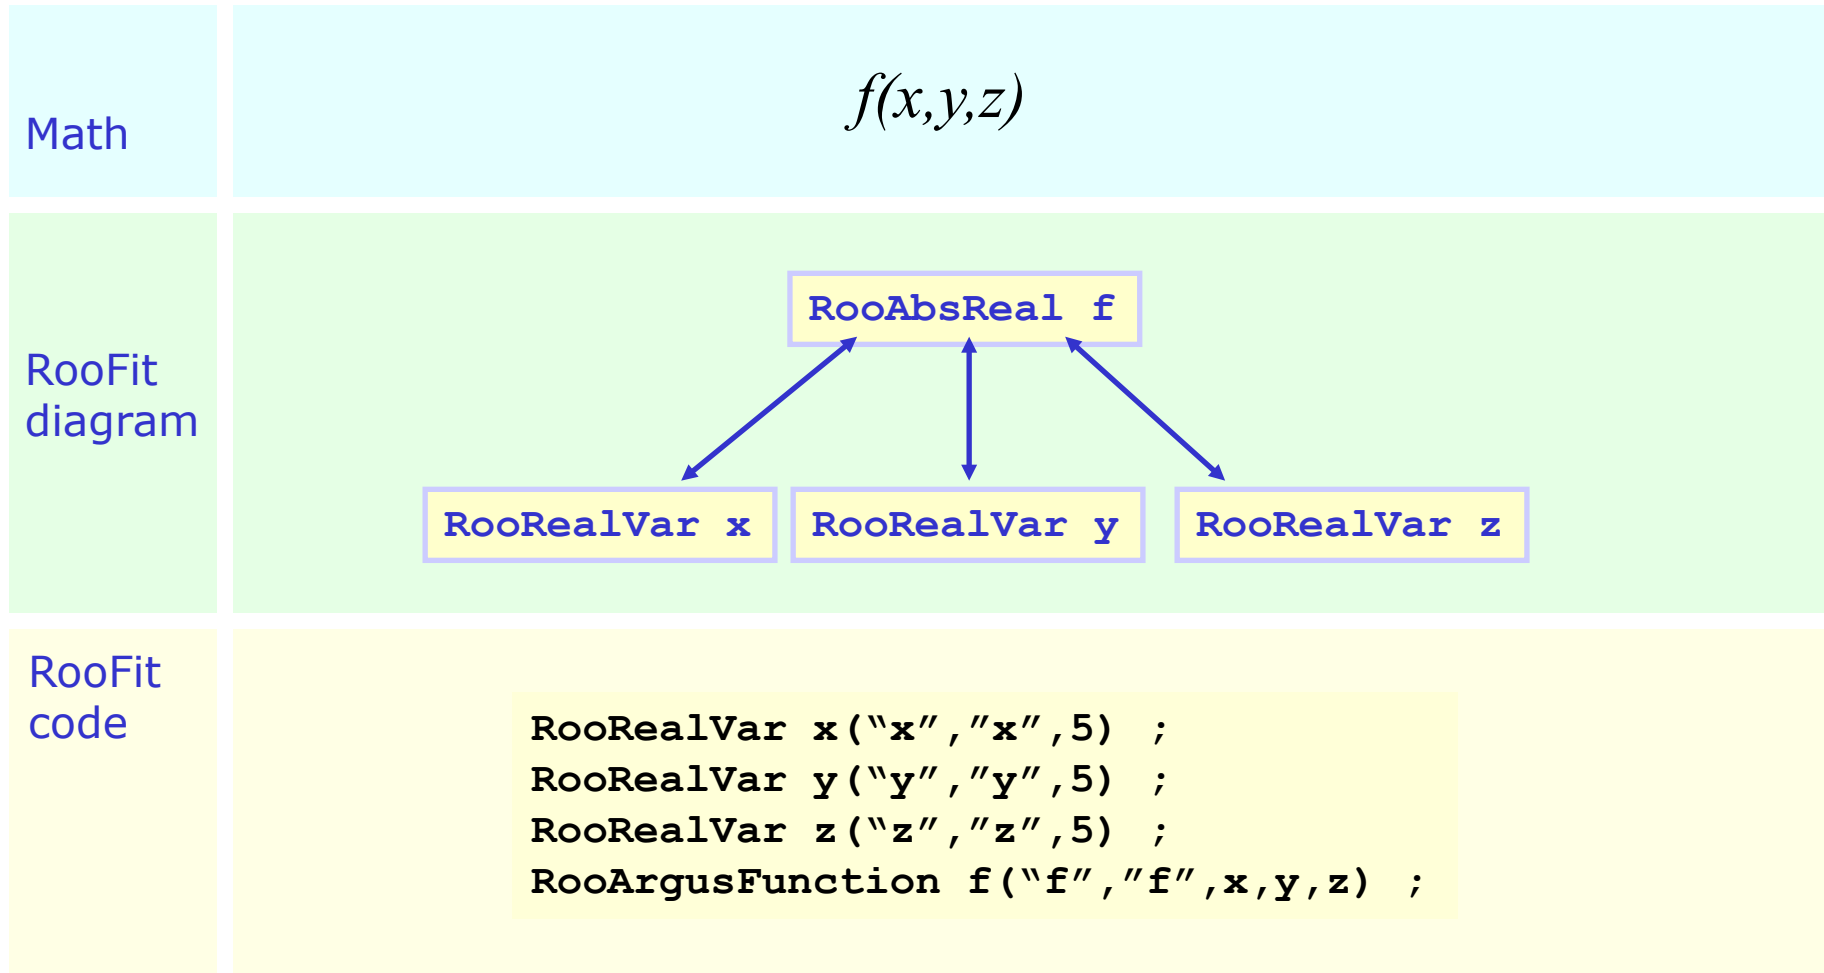 Math
f(x,y,z)
RooFit
diagram
RooAbsReal f
RooRealVar x
RooRealVar y
RooRealVar z
RooFit
code
RooRealVar x(“x”,”x”,5) ;
RooRealVar y(“y”,”y”,5) ;
RooRealVar z(“z”,”z”,5) ;
RooArgusFunction f(“f”,”f”,x,y,z) ;